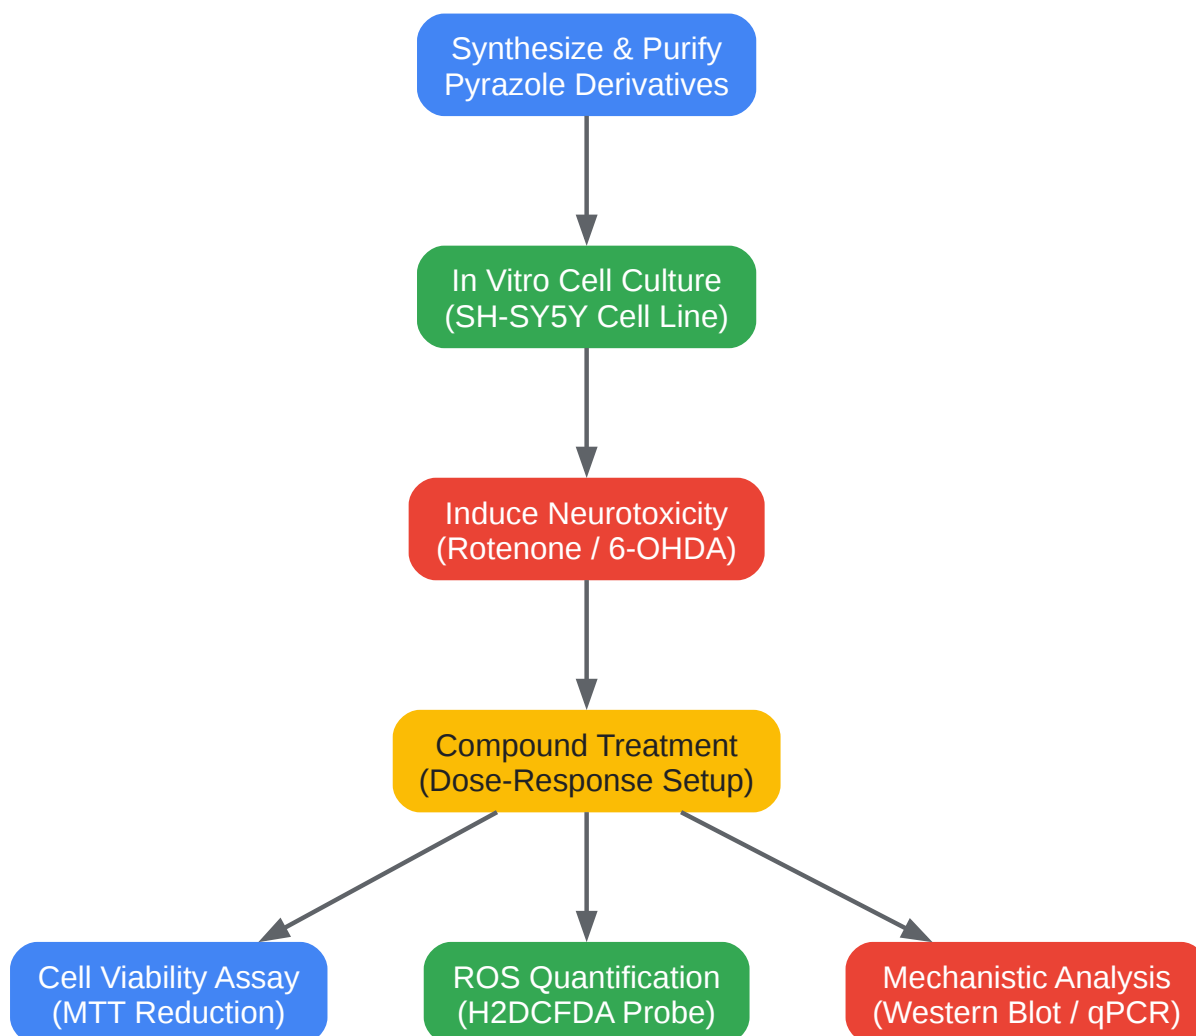 Synthesize & Purify
Pyrazole Derivatives
In Vitro Cell Culture
(SH-SY5Y Cell Line)
Induce Neurotoxicity
(Rotenone / 6-OHDA)
Compound Treatment
(Dose-Response Setup)
Cell Viability Assay
(MTT Reduction)
ROS Quantification
(H2DCFDA Probe)
Mechanistic Analysis
(Western Blot / qPCR)